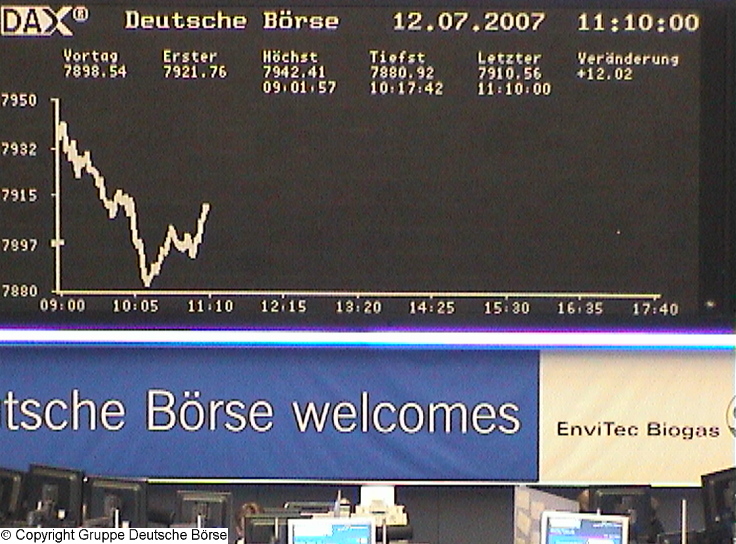 DAX® Deutsche Börse 12.07.2007 11:10:00
Vortag Erster Höchst Tiefst Letzter Veränderung
7898.54 7921.76 7942.41 7880.92 7910.56 +12.02
09:01:57 10:17:42 11:10:00
7950
7932
7915
7897
7880
09:00 10:05 11:10 12:15 13:20 14:25 15:30 16:35 17:40
tsche Börse welcomes
EnviTec Biogas
© Copyright Gruppe Deutsche Börse